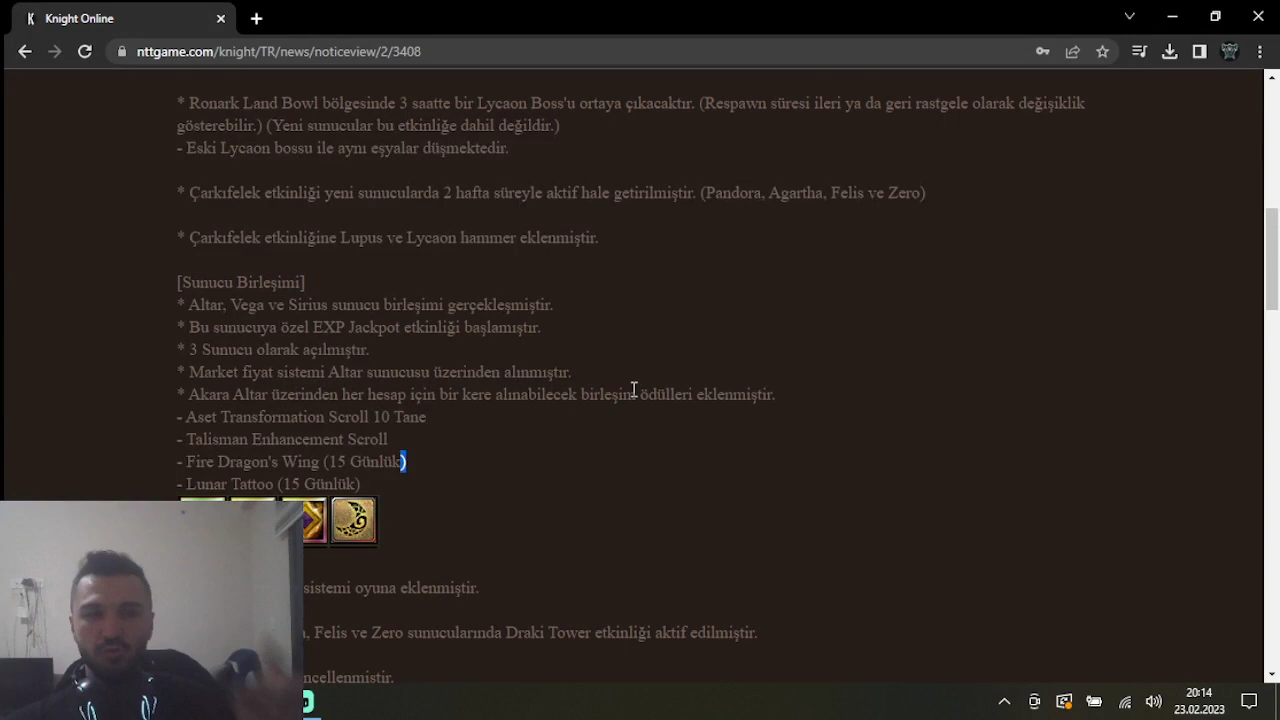 Knight Online
nttgame.com/knight/TR/news/noticeview/2/3408
* Ronark Land Bowl bölgesinde 3 saatte bir Lycaon Boss'u ortaya çıkacaktır. (Respawn süresi ileri ya da geri rastgele olarak değişiklik
gösterebilir.) (Yeni sunucular bu etkinliğe dahil değildir.)
- Eski Lycaon bossu ile aynı eşyalar düşmektedir.
* Çarkıfelek etkinliği yeni sunucularda 2 hafta süreyle aktif hale getirilmiştir. (Pandora, Agartha, Felis ve Zero)
* Çarkıfelek etkinliğine Lupus ve Lycaon hammer eklenmiştir.
[Sunucu Birleşimi]
* Altar, Vega ve Sirius sunucu birleşimi gerçekleşmiştir.
* Bu sunucuya özel EXP Jackpot etkinliği başlamıştır.
* 3 Sunucu olarak açılmıştır.
* Market fiyat sistemi Altar sunucusu üzerinden alınmıştır.
* Akara Altar üzerinden her hesap için bir kere alınabilecek birleşim ödülleri eklenmiştir.
- Aset Transformation Scroll 10 Tane
- Talisman Enhancement Scroll
- Fire Dragon's Wing (15 Günlük)
- Lunar Tattoo (15 Günlük)
sistemi oyuna eklenmiştir.
, Felis ve Zero sunucularında Draki Tower etkinliği aktif edilmiştir.
ncellenmiştir.
20:14
23.02.2023